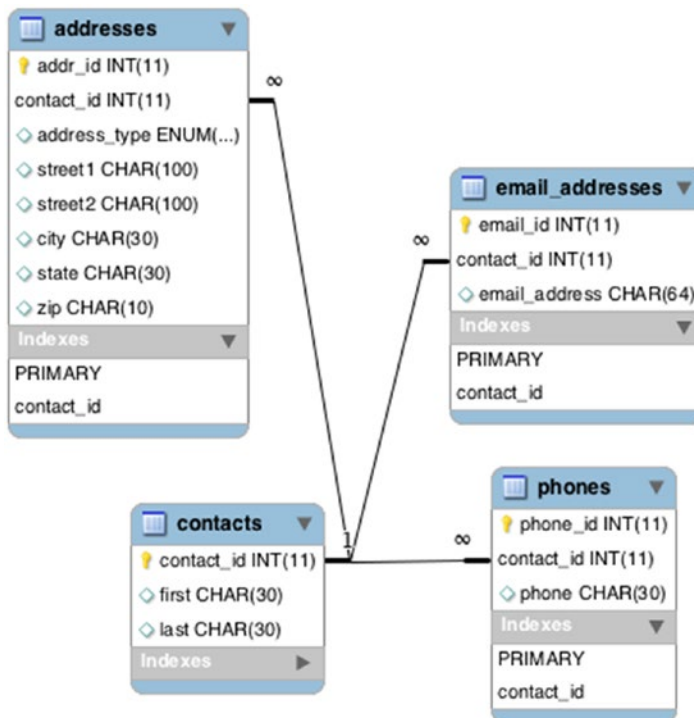 addresses
addr_id INT(11)
contact_id INT(11)
address_type ENUM(...)
street1 CHAR(100)
street2 CHAR(100)
city CHAR(30)
state CHAR(30)
zip CHAR(10)
Indexes
PRIMARY
contact_id
∞
email_addresses
email_id INT(11)
contact_id INT(11)
email_address CHAR(64)
Indexes
PRIMARY
contact_id
∞
contacts
contact_id INT(11)
first CHAR(30)
last CHAR(30)
Indexes
1
∞
phones
phone_id INT(11)
contact_id INT(11)
phone CHAR(30)
Indexes
PRIMARY
contact_id